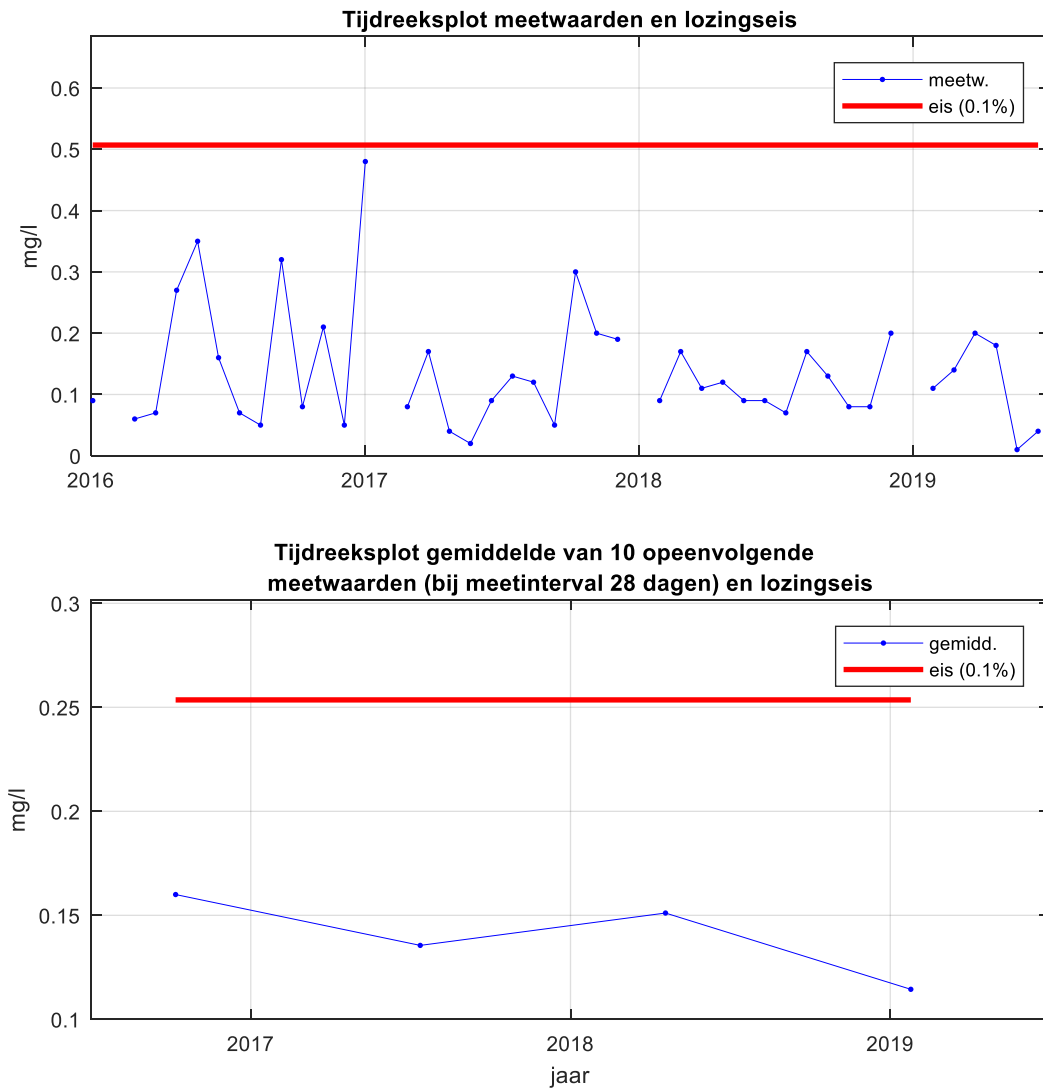 Tijdreeksplot meetwaarden en lozingseis
meetw.
eis (0.1%)
0.6
0.5
0.4
0.3
0.2
0.1
0
mg/l
2016
2017
2018
2019
Tijdreeksplot gemiddelde van 10 opeenvolgende
meetwaarden (bij meetinterval 28 dagen) en lozingseis
gemidd.
eis (0.1%)
0.3
0.25
0.2
0.15
0.1
mg/l
2017
2018
2019
jaar